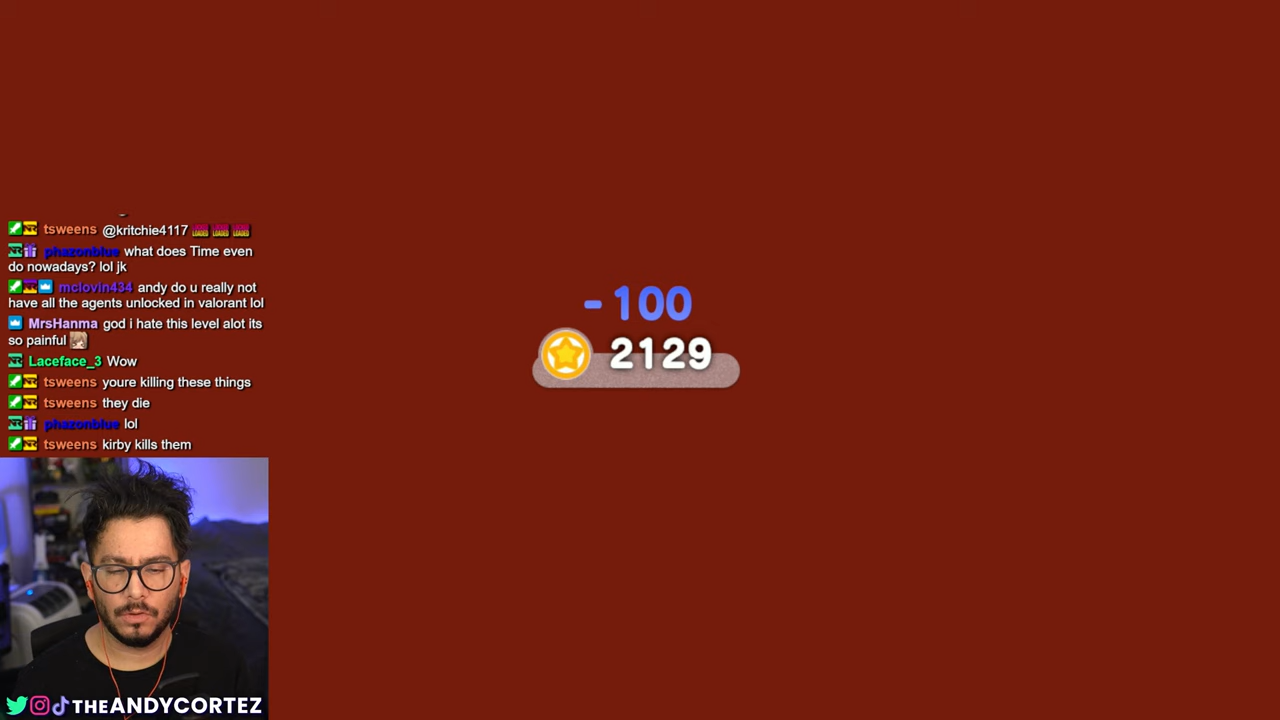 tsweens @kritchie4117
phazonblue what does Time even
do nowadays? lol jk
mclovin434 andy do u really not
have all the agents unlocked in valorant lol
MrsHanma god i hate this level alot its
so painful
Laceface_3 Wow
tsweens youre killing these things
tsweens they die
phazonblue lol
tsweens kirby kills them
- 100
2129
THEANDYCORTEZ